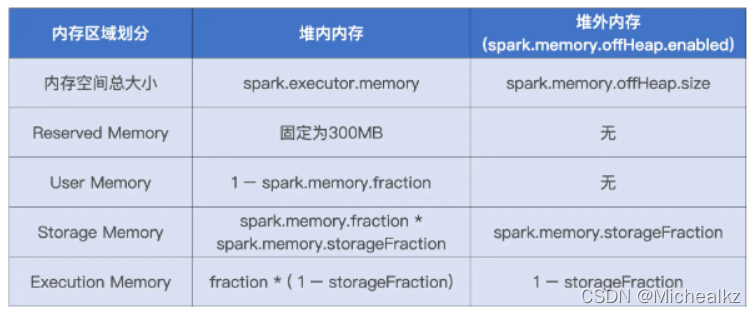 内存区域划分 堆内内存 堆外内存
(spark.memory.offHeap.enabled)
内存空间总大小 spark.executor.memory spark.memory.offHeap.size
Reserved Memory 固定为300MB 无
User Memory 1 — spark.memory.fraction 无
Storage Memory spark.memory.fraction *
spark.memory.storageFraction spark.memory.storageFraction
Execution Memory fraction * ( 1 — storageFraction) 1 — storageFraction
CSDN @Michealkz